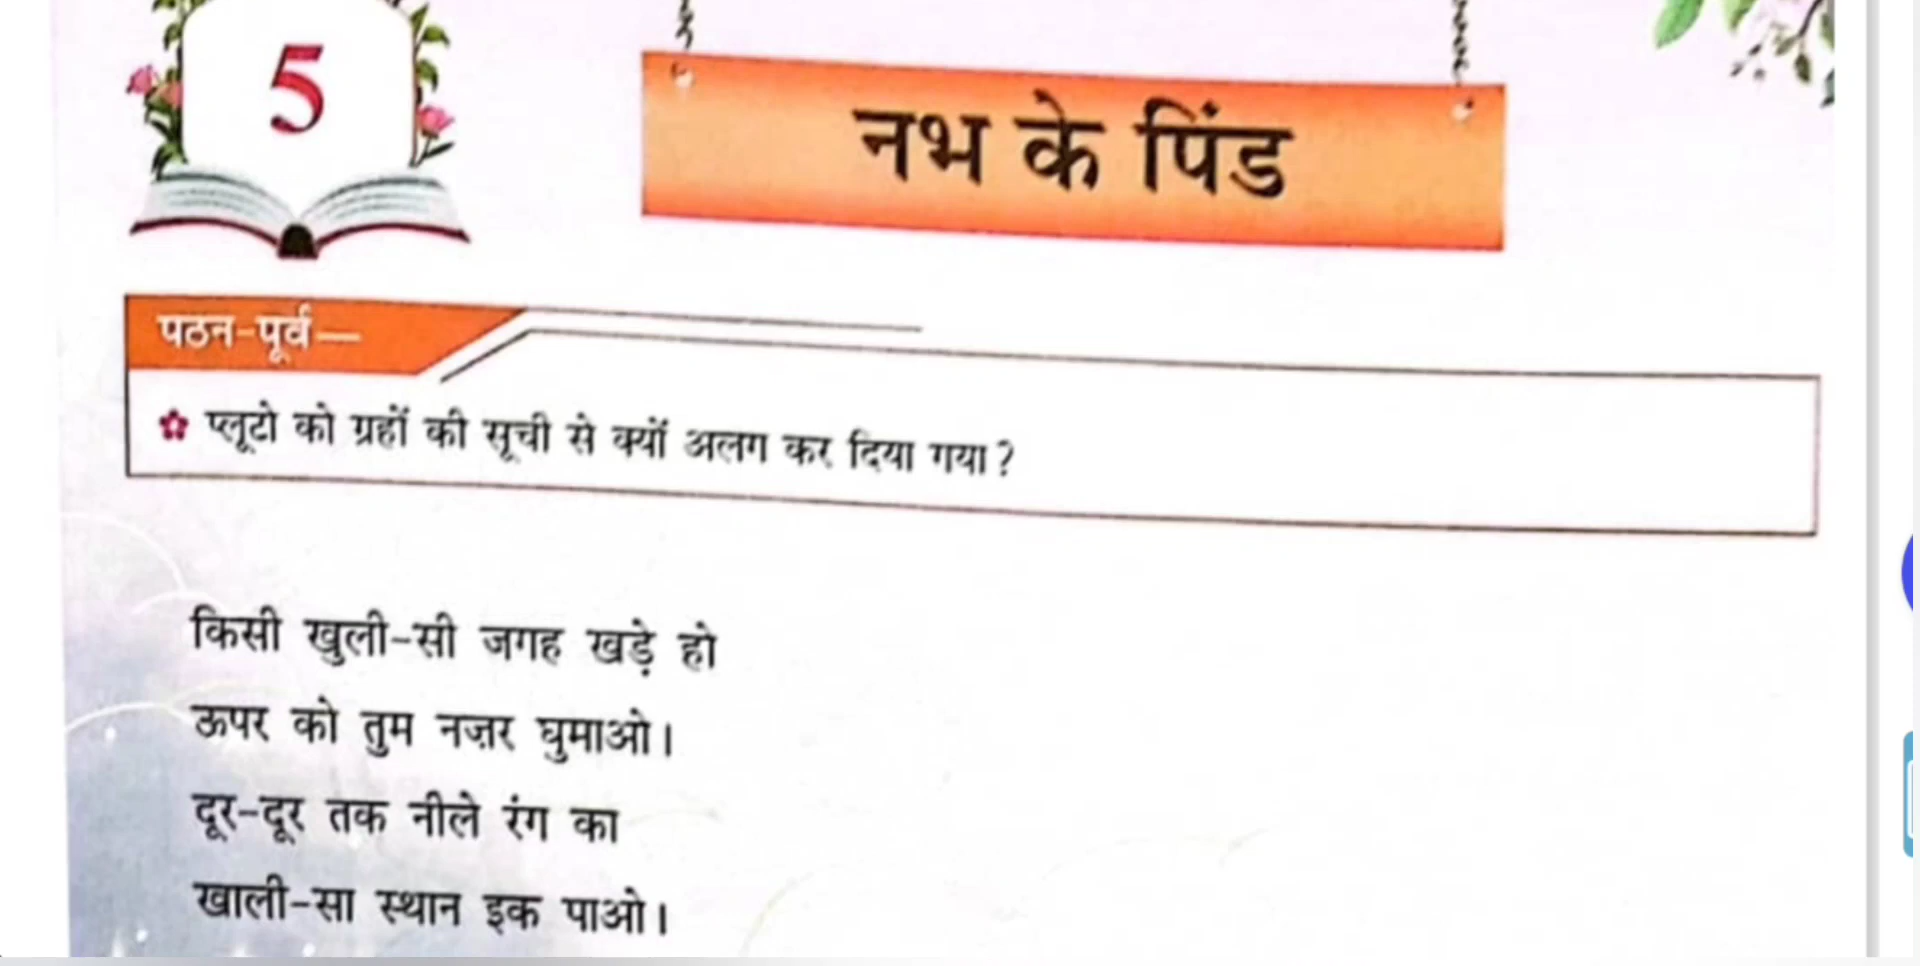 5
नभ के पिंड
पठन-पूर्व—
प्लूटो को ग्रहों की सूची से क्यों अलग कर दिया गया?
किसी खुली-सी जगह खड़े हो
ऊपर को तुम नज़र घुमाओ।
दूर-दूर तक नीले रंग का
खाली-सा स्थान इक पाओ।